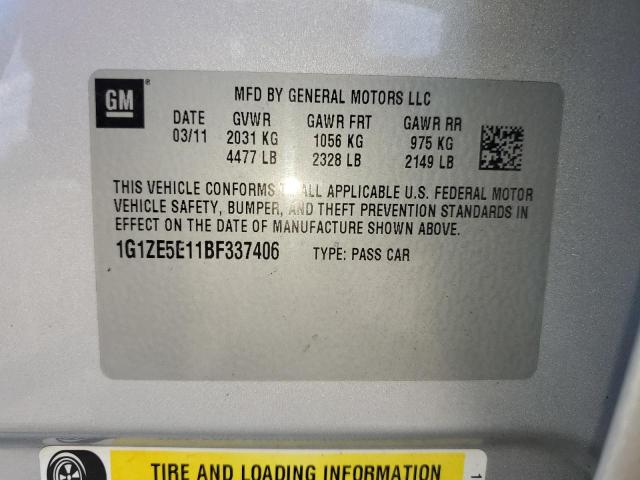 GM
MFD BY GENERAL MOTORS LLC
DATE GVWR GAWR FRT GAWR RR
03/11 2031 KG 1056 KG 975 KG
4477 LB 2328 LB 2149 LB
THIS VEHICLE CONFORMS TO ALL APPLICABLE U.S. FEDERAL MOTOR
VEHICLE SAFETY, BUMPER, AND THEFT PREVENTION STANDARDS IN
EFFECT ON THE DATE OF MANUFACTURE SHOWN ABOVE.
1G1ZE5E11BF337406 TYPE: PASS CAR
TIRE AND LOADING INFORMATION
1